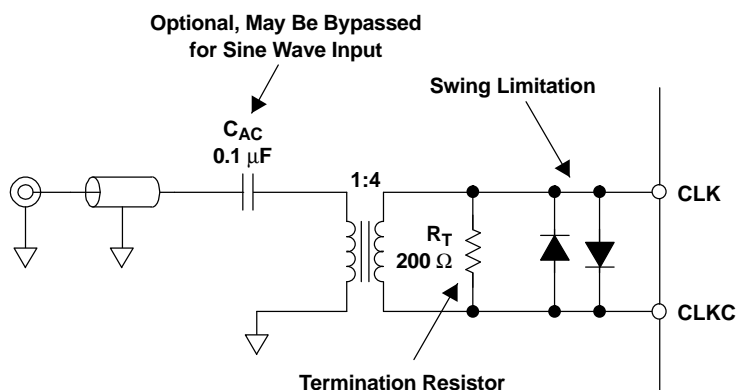 Optional, May Be Bypassed
for Sine Wave Input
Swing Limitation
CAC
0.1 μF
1:4
CLK
RT
200 Ω
CLKC
Termination Resistor